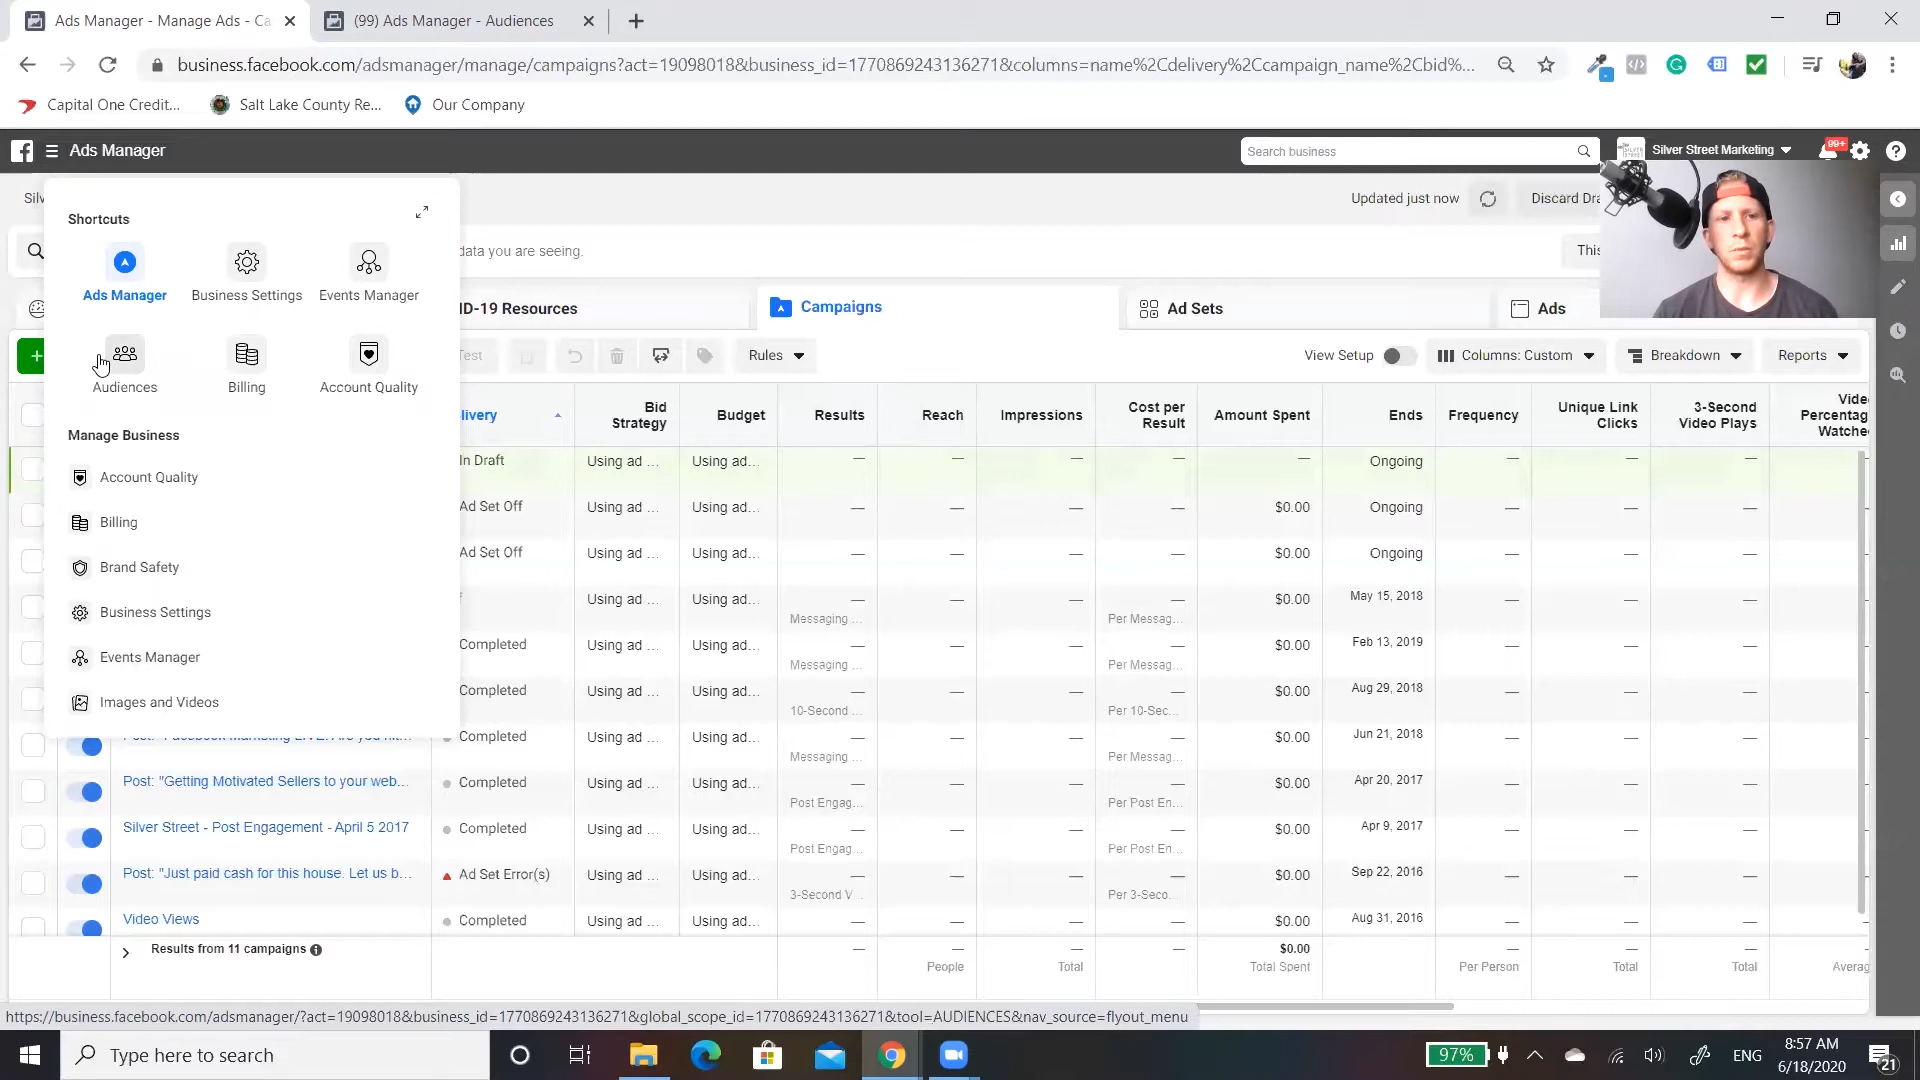 Ads Manager - Manage Ads - Ca
(99) Ads Manager - Audiences
business.facebook.com/adsmanager/manage/campaigns?act=19098018&business_id=1770869243136271&columns=name%2Cdelivery%2Ccampaign_name%2Cbid%...
Capital One Credit...
Salt Lake County Re...
Our Company
Ads Manager
Search business
Silver Street Marketing
99+
Silv
Updated just now
Discard Dra
Shortcuts
data you are seeing.
This
Ads Manager
Business Settings
Events Manager
ID-19 Resources
Campaigns
Ad Sets
Ads
Audiences
Billing
Account Quality
Test
Rules
View Setup
Columns: Custom
Breakdown
Reports
Manage Business
Account Quality
Billing
Brand Safety
Business Settings
Events Manager
Images and Videos
livery
Bid Strategy
Budget
Results
Reach
Impressions
Cost per Result
Amount Spent
Ends
Frequency
Unique Link Clicks
3-Second Video Plays
Vide Percentag Watche
In Draft Using ad ... Using ad... — — — — — Ongoing — — —
Ad Set Off Using ad ... Using ad... — — — — $0.00 Ongoing — — —
Ad Set Off Using ad ... Using ad... — — — — $0.00 Ongoing — — —
Using ad ... Using ad... — — — — $0.00 May 15, 2018 — — —
Messaging ... Per Messag...
Completed Using ad ... Using ad... — — — — $0.00 Feb 13, 2019 — — —
Messaging ... Per Messag...
Completed Using ad ... Using ad... — — — — $0.00 Aug 29, 2018 — — —
10-Second ... Per 10-Sec...
Post: "Facebook Marketing LIVE: Are you hit... Completed Using ad ... Using ad... — — — — $0.00 Jun 21, 2018 — — —
Messaging ... Per Messag...
Post: "Getting Motivated Sellers to your web... Completed Using ad ... Using ad... — — — — $0.00 Apr 20, 2017 — — —
Post Engag... Per Post En...
Silver Street - Post Engagement - April 5 2017 Completed Using ad ... Using ad... — — — — $0.00 Apr 9, 2017 — — —
Post Engag... Per Post En...
Post: "Just paid cash for this house. Let us b... Ad Set Error(s) Using ad ... Using ad... — — — — $0.00 Sep 22, 2016 — — —
3-Second V... Per 3-Seco...
Video Views Completed Using ad ... Using ad... — — — — $0.00 Aug 31, 2016 — — —
Results from 11 campaigns — — — — $0.00 — — — —
People Total Total Spent Per Person Total Total Averag
https://business.facebook.com/adsmanager/?act=19098018&business_id=1770869243136271&global_scope_id=1770869243136271&tool=AUDIENCES&nav_source=flyout_menu
Type here to search
97%
ENG
8:57 AM
6/18/2020
21